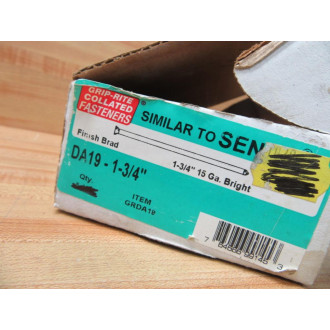 GRIP-RITE
COLLATED
FASTENERS
SIMILAR TO SEN
®
Finish Brad
DA19 - 1-3/4"
1-3/4" 15 Ga. Bright
Qty.
ITEM
GRDA19